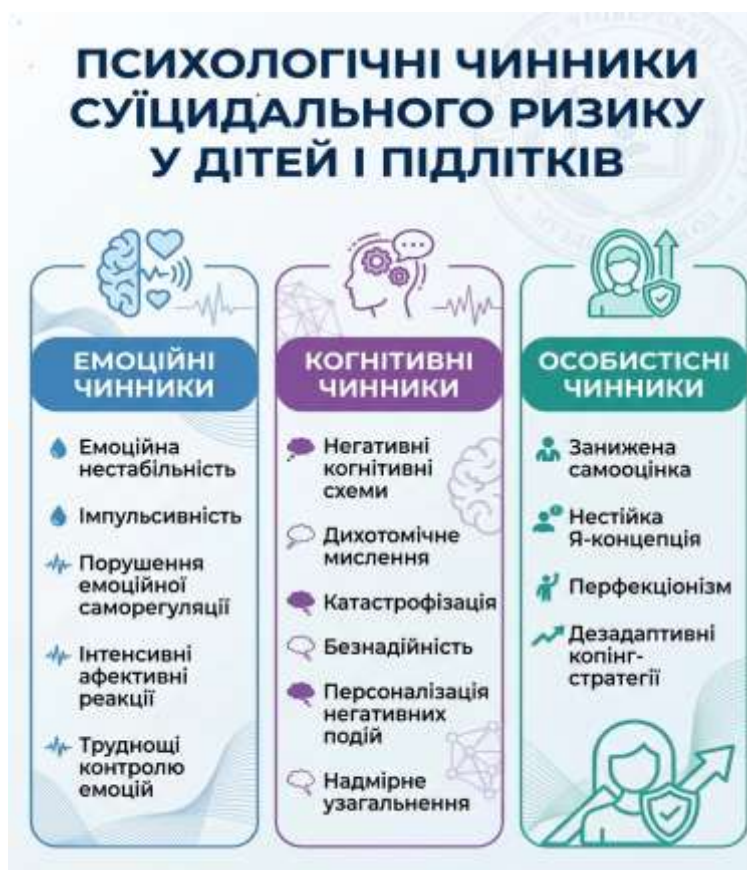 ПСИХОЛОГІЧНІ ЧИННИКИ
СУЇЦИДАЛЬНОГО РИЗИКУ
У ДІТЕЙ І ПІДЛІТКІВ
ЕМОЦІЙНІ
ЧИННИКИ
Емоційна
нестабільність
Імпульсивність
Порушення
емоційної
саморегуляції
Інтенсивні
афективні
реакції
Труднощі
контролю
емоцій
КОГНІТИВНІ
ЧИННИКИ
Негативні
когнітивні
схеми
Дихотомічне
мислення
Катастрофізація
Безнадійність
Персоналізація
негативних
подій
Надмірне
узагальнення
ОСОБИСТІСНІ
ЧИННИКИ
Занижена
самооцінка
Нестійка
Я-концепція
Перфекціонізм
Дезадаптивні
копінг-
стратегії